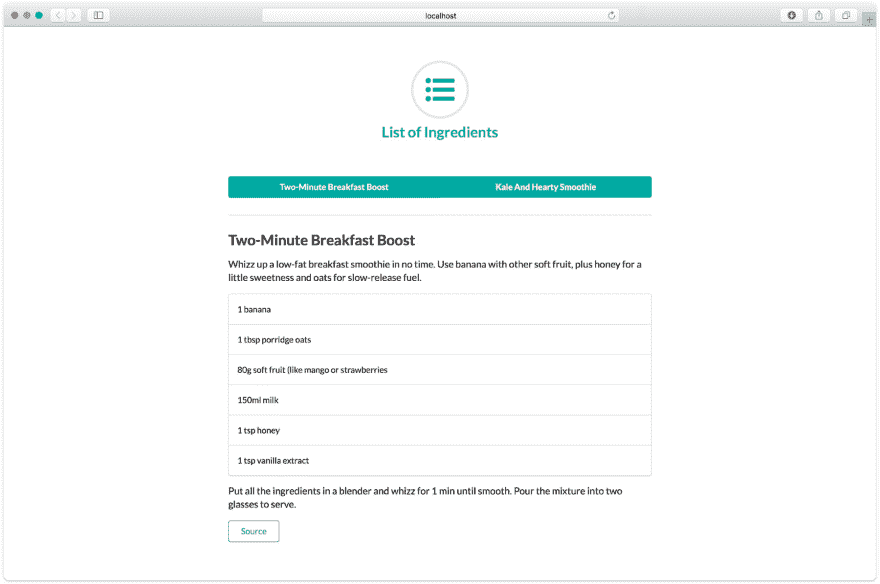 localhost
List of Ingredients
Two-Minute Breakfast Boost
Kale And Hearty Smoothie
Two-Minute Breakfast Boost
Whizz up a low-fat breakfast smoothie in no time. Use banana with other soft fruit, plus honey for a
little sweetness and oats for slow-release fuel.
1 banana
1 tbsp porridge oats
80g soft fruit (like mango or strawberries
150ml milk
1 tsp honey
1 tsp vanilla extract
Put all the ingredients in a blender and whizz for 1 min until smooth. Pour the mixture into two
glasses to serve.
Source